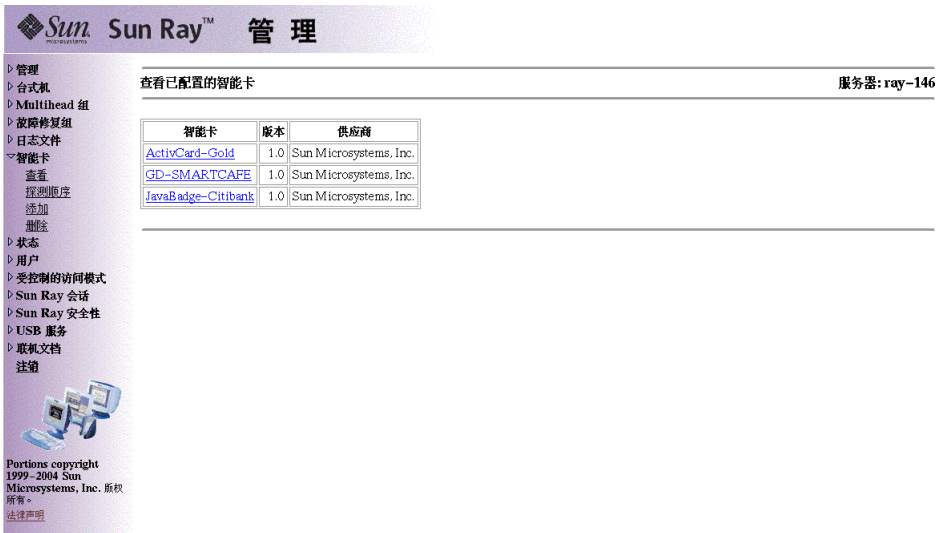 Sun microsystems Sun Ray™ 管 理
管理
台式机
Multihead 组
故障修复组
日志文件
智能卡
查看
探测顺序
添加
删除
状态
用户
受控制的访问模式
Sun Ray 会话
Sun Ray 安全性
USB 服务
联机文档
注销
Portions copyright
1999-2004 Sun
Microsystems, Inc. 版权
所有。
法律声明
查看已配置的智能卡 服务器: ray-146
智能卡 版本 供应商
ActivCard-Gold 1.0 Sun Microsystems, Inc.
GD-SMARTCAFE 1.0 Sun Microsystems, Inc.
JavaBadge-Citibank 1.0 Sun Microsystems, Inc.